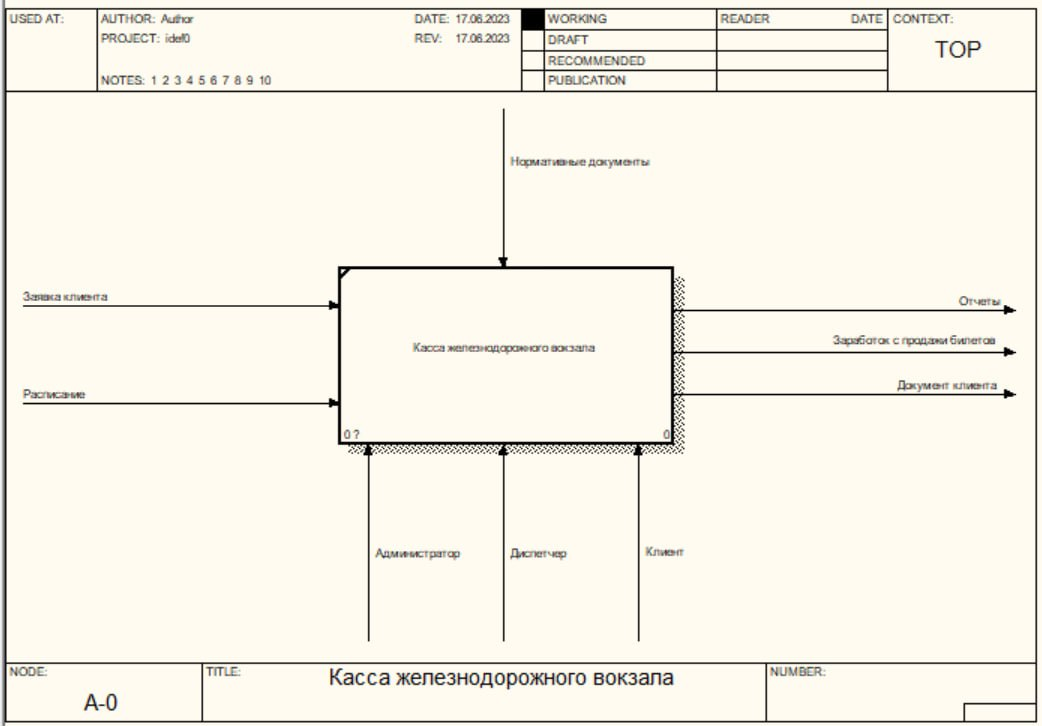 USED AT:
AUTHOR: Author
DATE: 17.06.2023
WORKING
READER
DATE
CONTEXT:
PROJECT: idef0
REV: 17.06.2023
DRAFT
TOP
RECOMMENDED
NOTES: 1 2 3 4 5 6 7 8 9 10
PUBLICATION
Нормативные документы
Заявка клиента
Отчеты
Заработок с продажи билетов
Касса железнодорожного вокзала
Документ клиента
Расписание
0 ?
0
Администратор
Диспетчер
Клиент
NODE:
TITLE:
Касса железнодорожного вокзала
NUMBER:
A-0